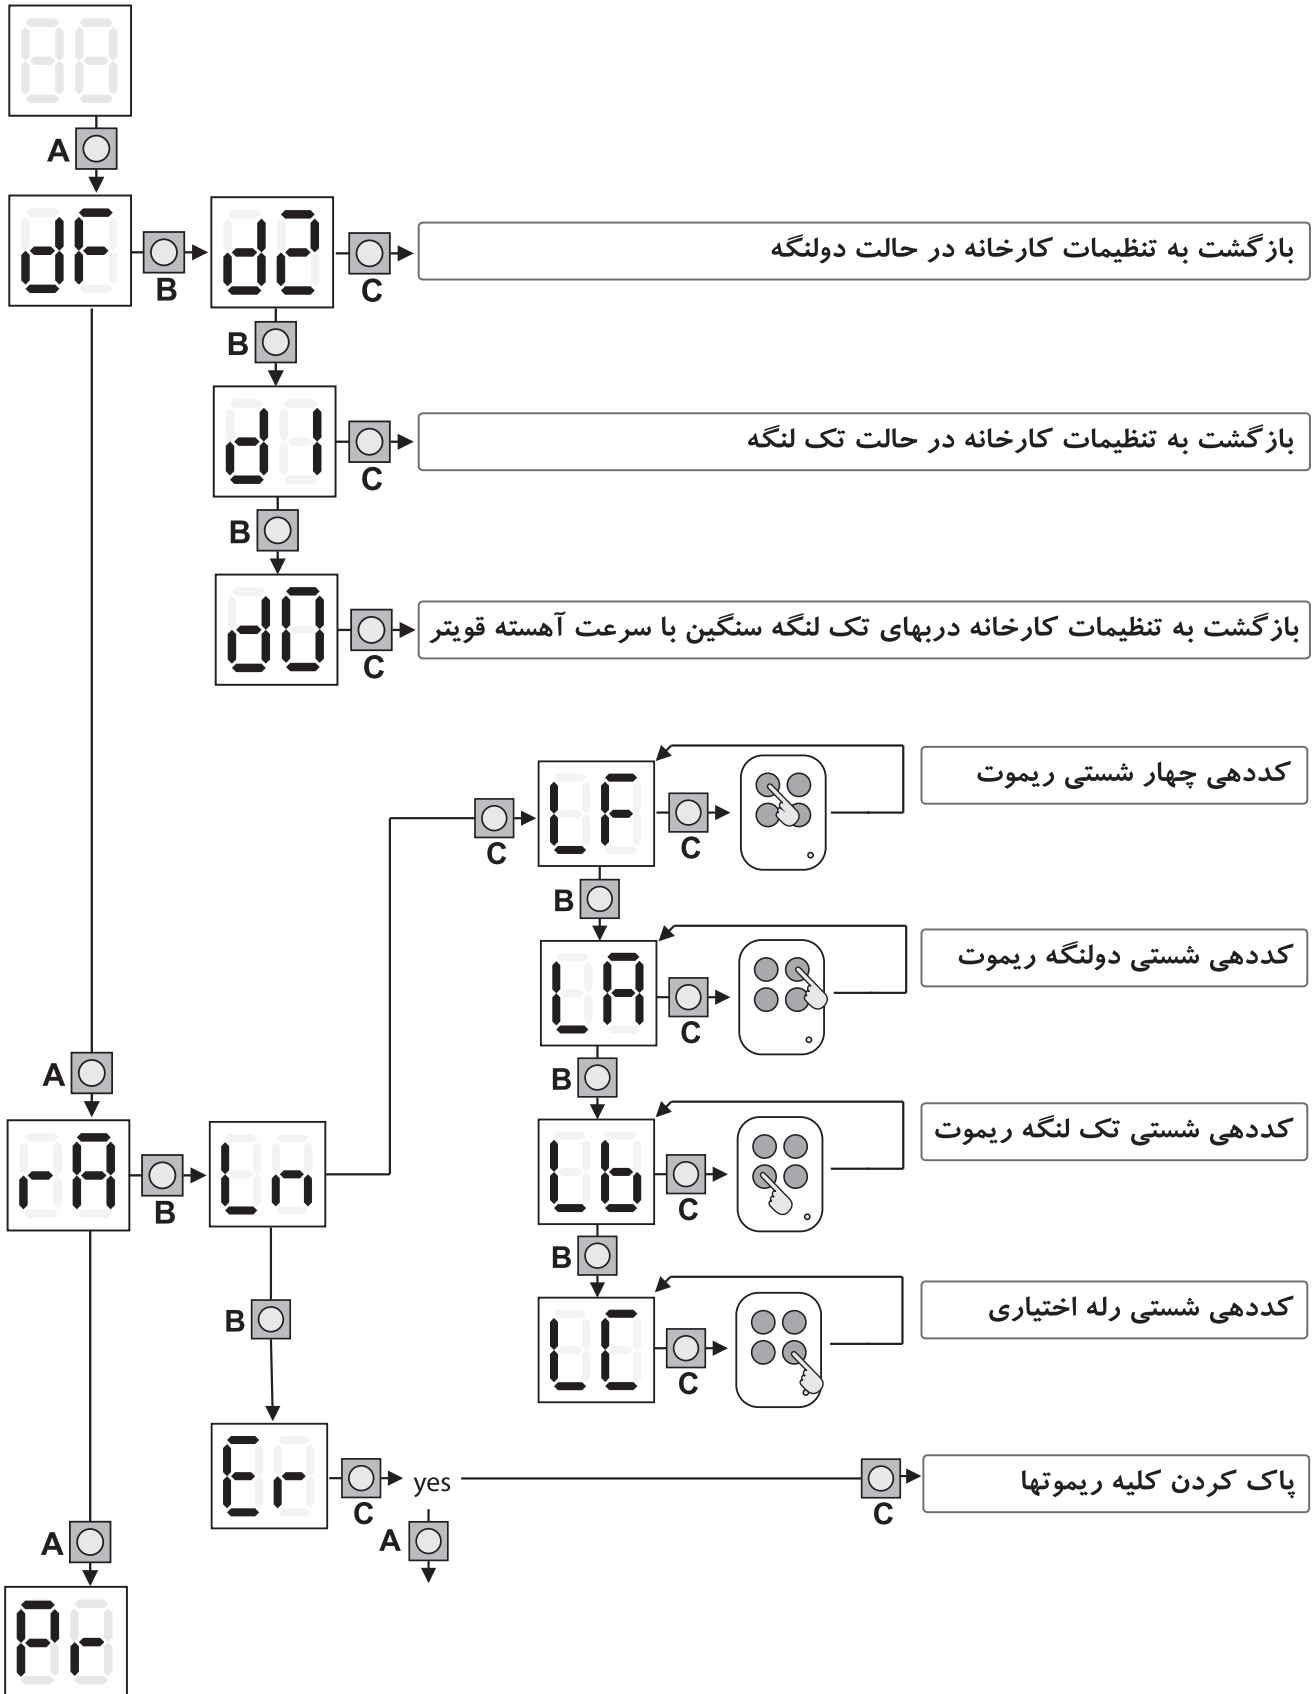 A
dF
B
d2
C
بازگشت به تنظیمات کارخانه در حالت دولنگه
B
d1
C
بازگشت به تنظیمات کارخانه در حالت تک لنگه
B
d0
C
بازگشت به تنظیمات کارخانه دربهای تک لنگه سنگین با سرعت آهسته قویتر
C
LF
C
کددهی چهار شستی ریموت
B
LA
C
کددهی شستی دولنگه ریموت
A
B
rA
B
Ln
Lb
C
کددهی شستی تک لنگه ریموت
B
B
LC
C
کددهی شستی رله اختیاری
Er
C
yes
C
پاک کردن کلیه ریموتها
A
A
Pr